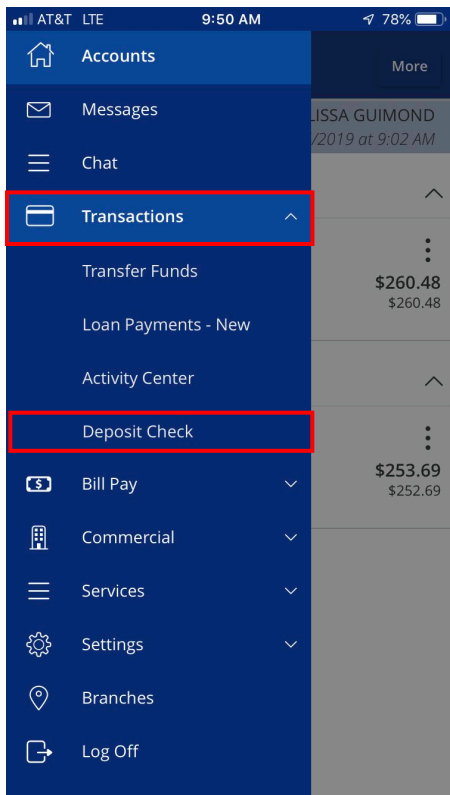 AT&T LTE 9:50 AM 78%
Accounts
More
Messages
LISSA GUIMOND
/2019 at 9:02 AM
Chat
Transactions
Transfer Funds
$260.48
$260.48
Loan Payments - New
Activity Center
Deposit Check
$253.69
$252.69
Bill Pay
Commercial
Services
Settings
Branches
Log Off